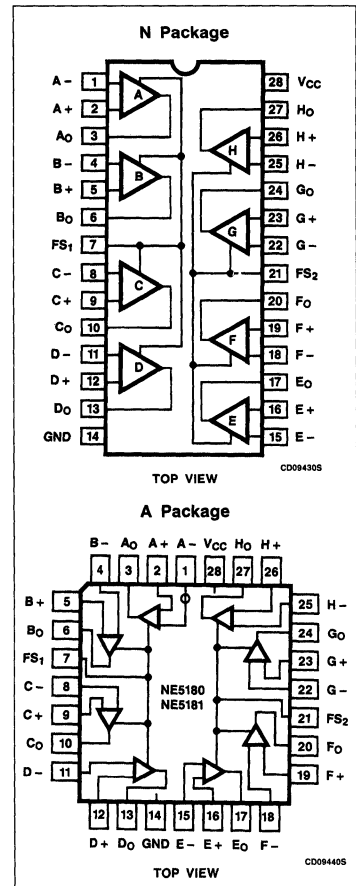 N Package
A- 1
A+ 2
AO 3
B- 4
B+ 5
BO 6
FS1 7
C- 8
C+ 9
CO 10
D- 11
D+ 12
DO 13
GND 14
28 VCC
27 HO
26 H+
25 H-
24 GO
23 G+
22 G-
21 FS2
20 FO
19 F+
18 F-
17 EO
16 E+
15 E-
A
B
C
D
H
G
F
E
TOP VIEW
CD09430S
A Package
B- AO A+ A- VCC HO H+
4 3 2 1 28 27 26
B+ 5
BO 6
FS1 7
C- 8
C+ 9
CO 10
D- 11
NE5180
NE5181
25 H-
24 GO
23 G+
22 G-
21 FS2
20 FO
19 F+
12 13 14 15 16 17 18
D+ DO GND E- E+ EO F-
TOP VIEW
CD09440S